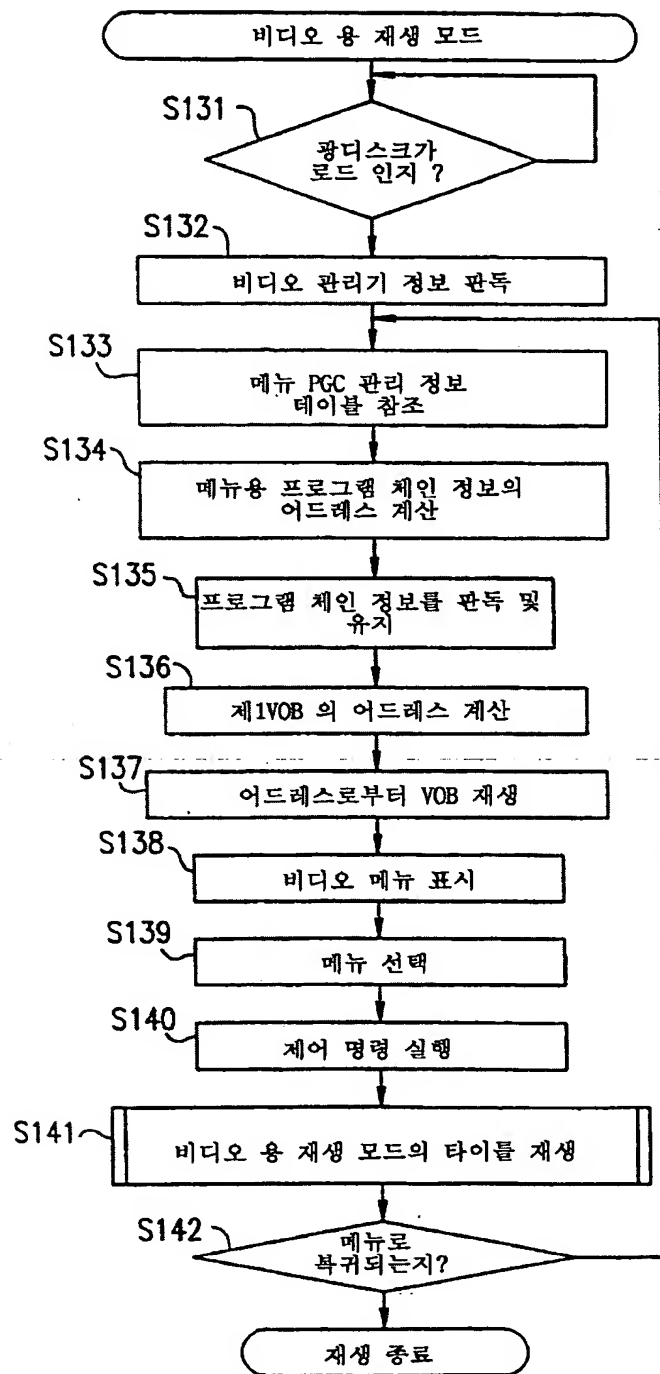 비디오 용 재생 모드
S131
광디스크가
로드 인지 ?
S132
비디오 관리기 정보 판독
S133
메뉴 PGC 관리 정보
테이블 참조
S134
메뉴용 프로그램 체인 정보의
어드레스 계산
S135
프로그램 체인 정보를 판독 및
유지
S136
제1VOB 의 어드레스 계산
S137
어드레스로부터 VOB 재생
S138
비디오 메뉴 표시
S139
메뉴 선택
S140
제어 명령 실행
S141
비디오 용 재생 모드의 타이틀 재생
S142
메뉴로
복귀되는지?
재생 종료